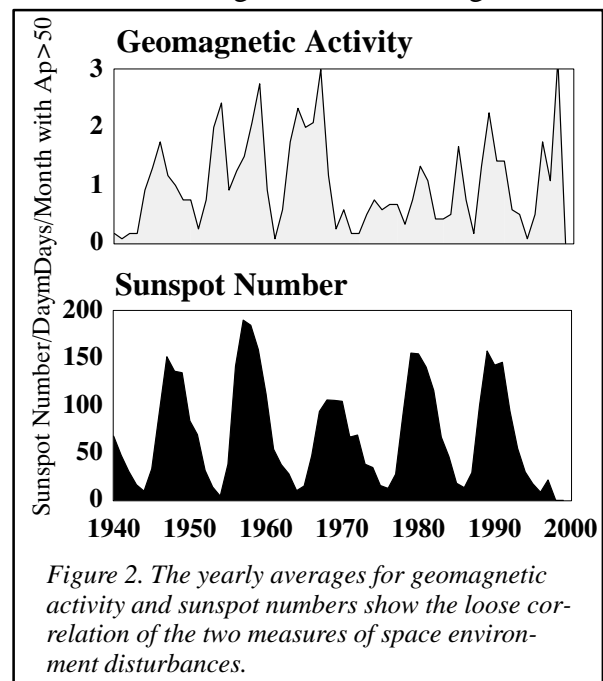 Geomagnetic Activity
3
2
1
0
Sunspot Number/DaymDays/Month with Ap>50
Sunspot Number
200
150
100
50
0
1940 1950 1960 1970 1980 1990 2000
Figure 2. The yearly averages for geomagnetic
activity and sunspot numbers show the loose cor-
relation of the two measures of space environ-
ment disturbances.